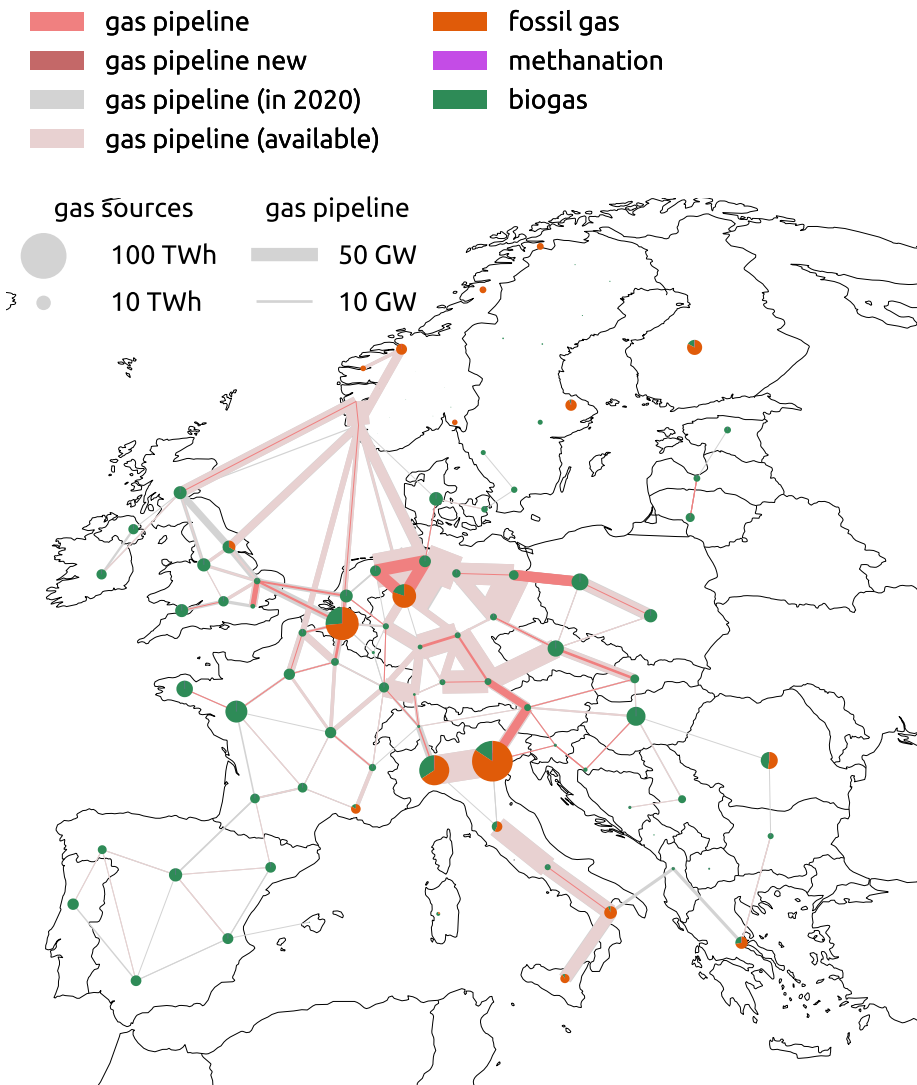 gas pipeline
gas pipeline new
gas pipeline (in 2020)
gas pipeline (available)
fossil gas
methanation
biogas
gas sources
100 TWh
10 TWh
gas pipeline
50 GW
10 GW